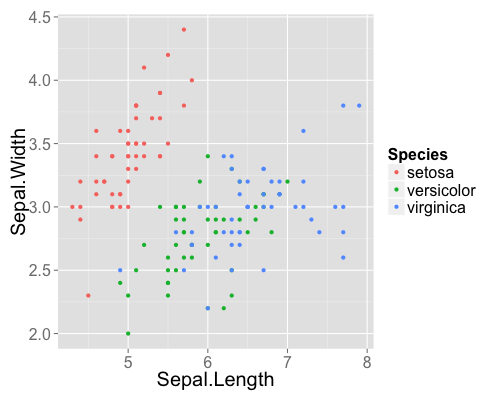 4.5
4.0
3.5
3.0
2.5
2.0
Sepal.Width
5 6 7 8
Sepal.Length
Species
setosa
versicolor
virginica